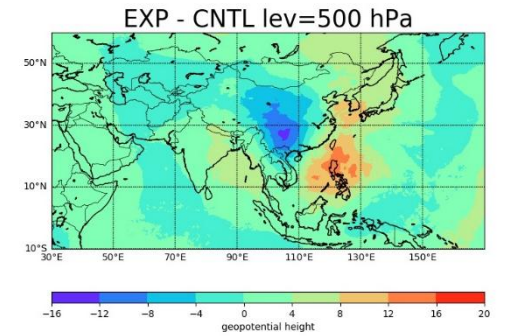 EXP - CNTL lev=500 hPa
50°N
30°N
10°N
10°S
30°E 50°E 70°E 90°E 110°E 130°E 150°E
−16 −12 −8 −4 0 4 8 12 16 20
geopotential height